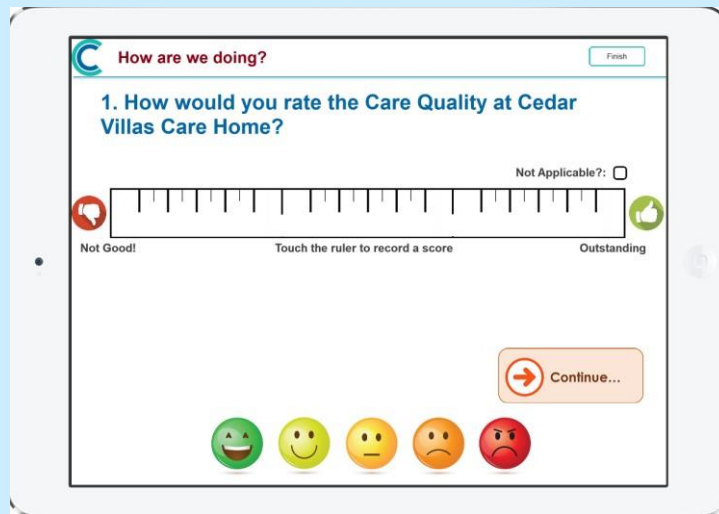 How are we doing?
Finish
1. How would you rate the Care Quality at Cedar
Villas Care Home?
Not Applicable?:
Not Good!
Touch the ruler to record a score
Outstanding
Continue...